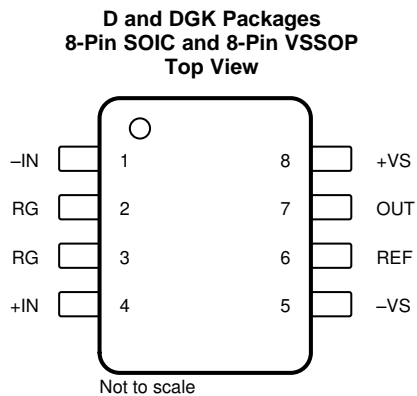 D and DGK Packages
8-Pin SOIC and 8-Pin VSSOP
Top View
–IN 1 8 +VS
RG 2 7 OUT
RG 3 6 REF
+IN 4 5 –VS
Not to scale